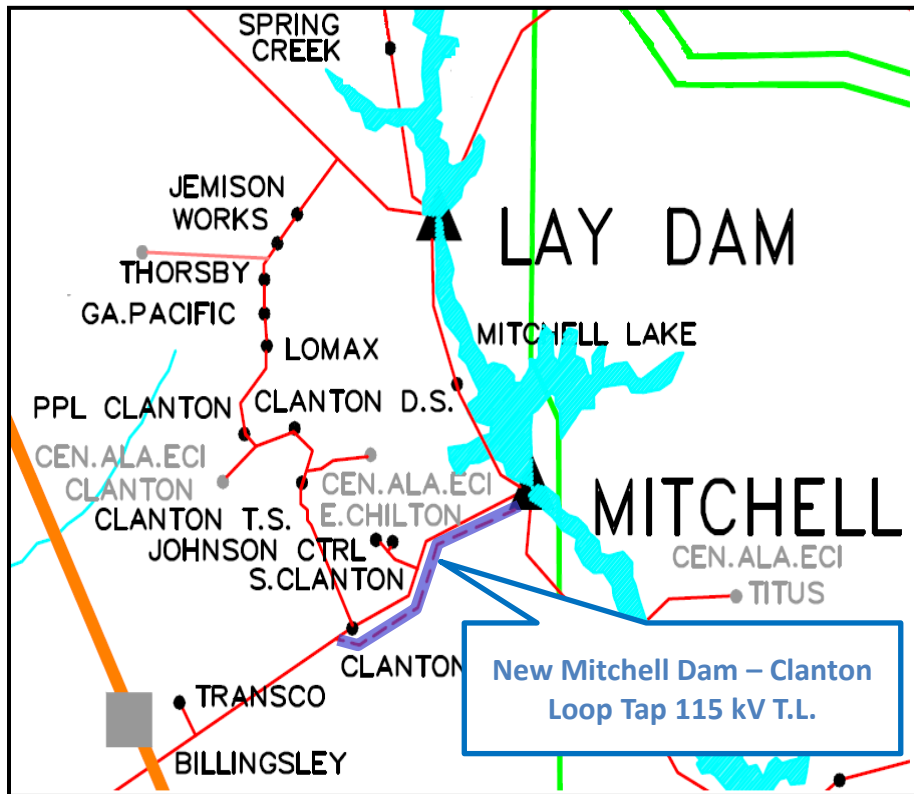 SPRING
CREEK
JEMISON
WORKS
LAY DAM
THORSBY
GA.PACIFIC
MITCHELL LAKE
LOMAX
PPL CLANTON
CLANTON D.S.
CEN.ALA.ECI
CLANTON
CEN.ALA.ECI
E.CHILTON
MITCHELL
CLANTON T.S.
JOHNSON CTRL
S.CLANTON
CEN.ALA.ECI
TITUS
CLANTON
New Mitchell Dam – Clanton
Loop Tap 115 kV T.L.
TRANSCO
BILLINGSLEY